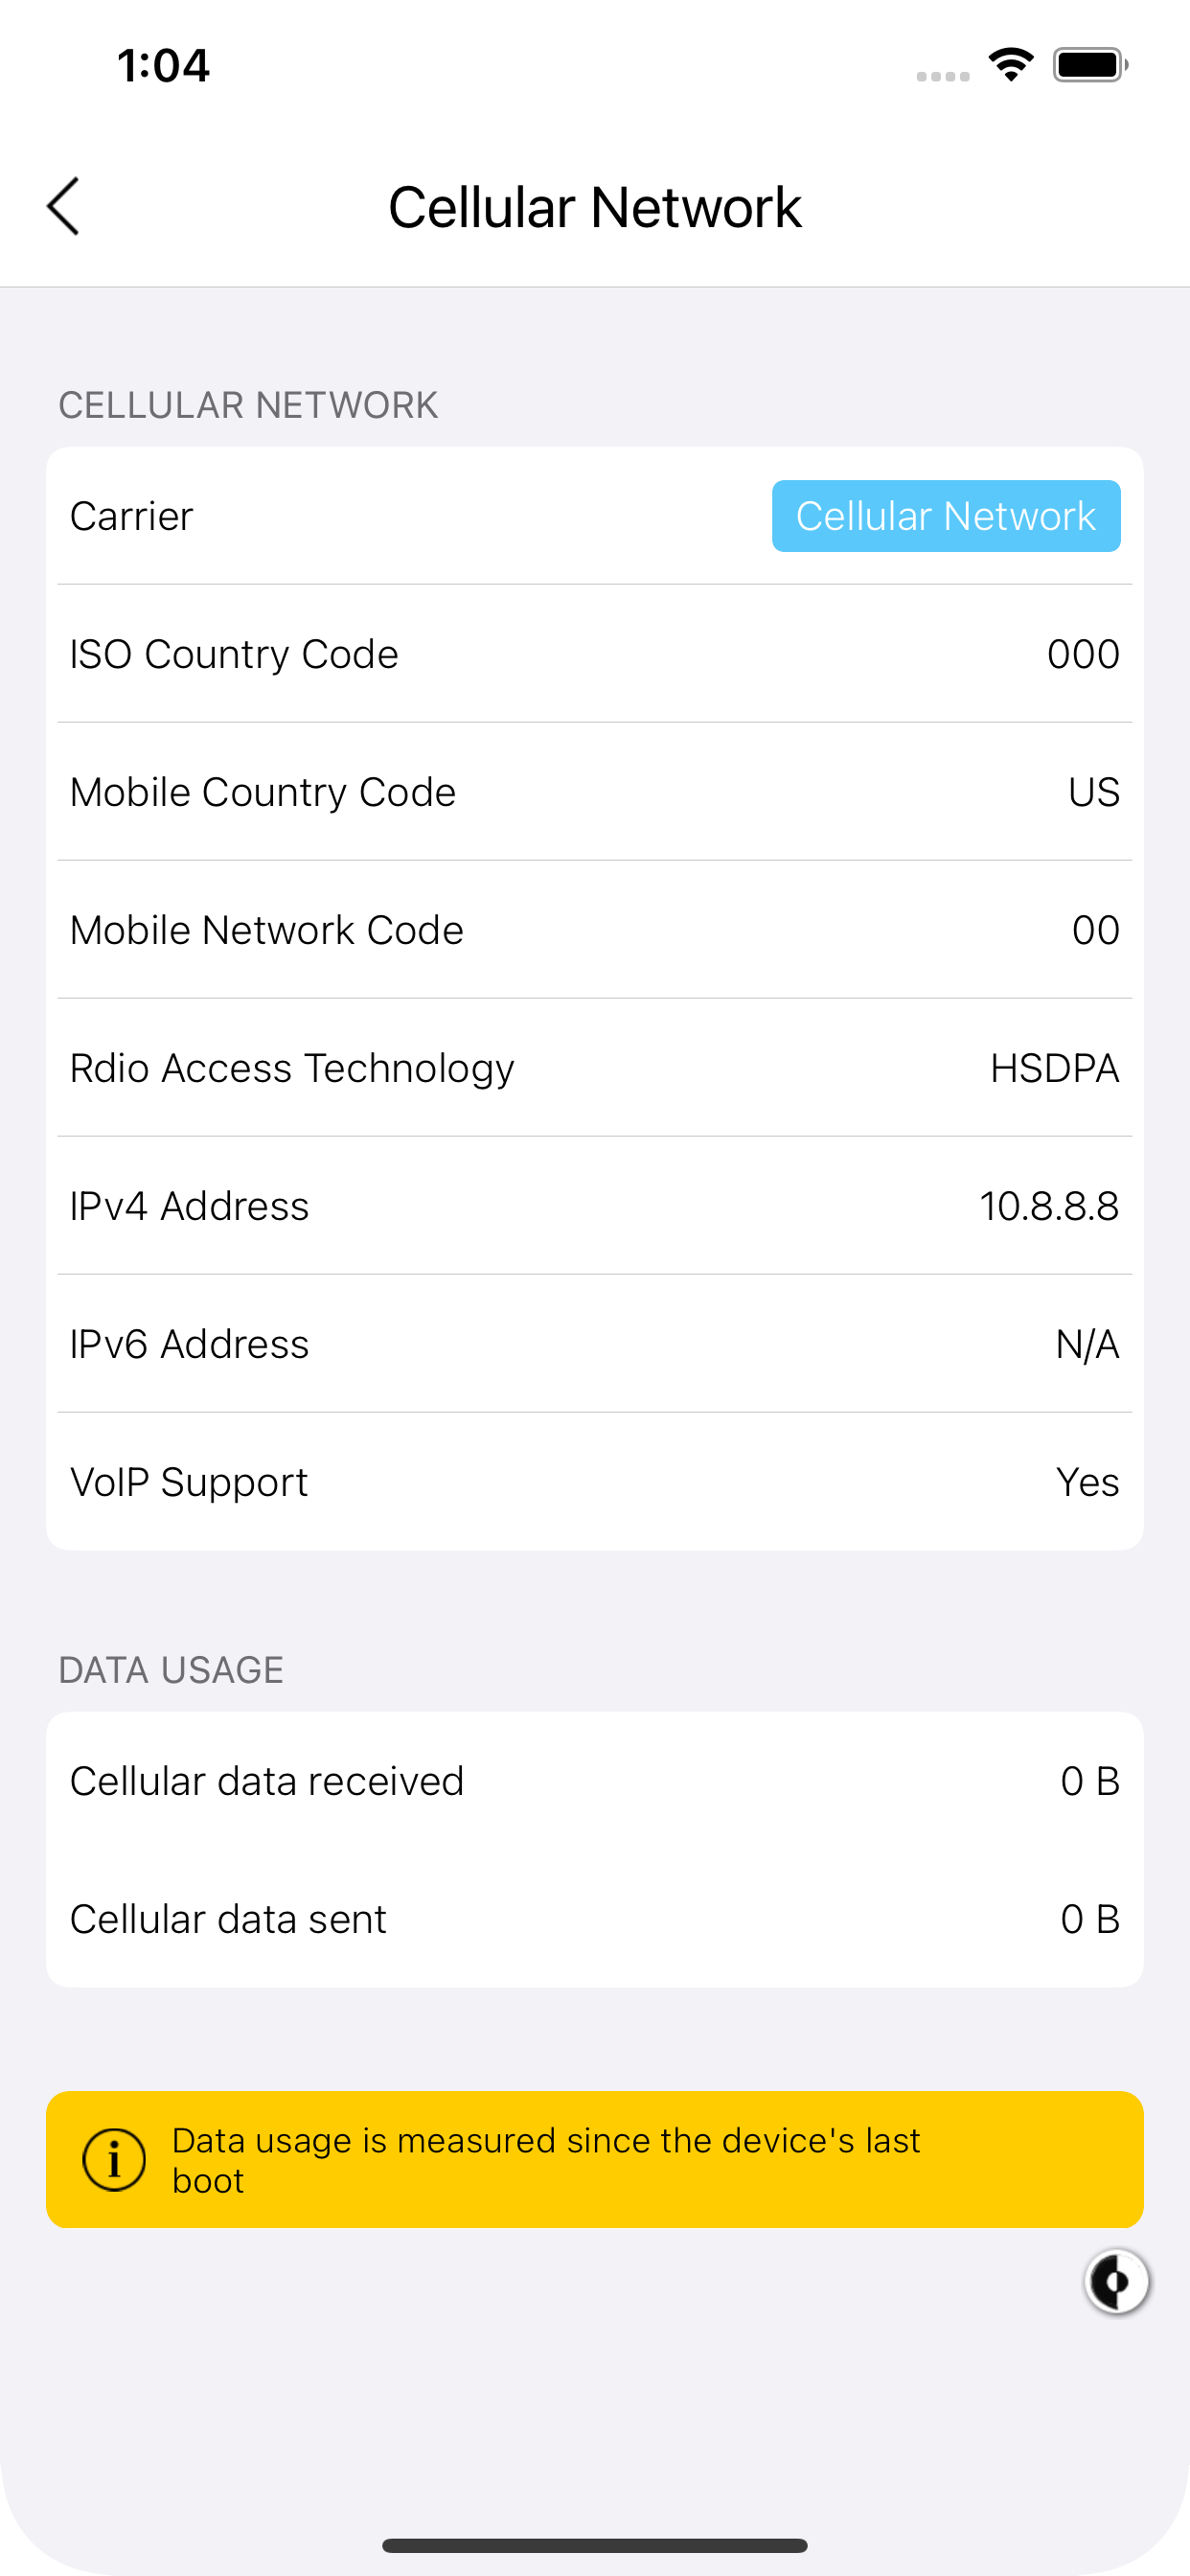 1:04
Cellular Network
CELLULAR NETWORK
Carrier Cellular Network
ISO Country Code 000
Mobile Country Code US
Mobile Network Code 00
Rdio Access Technology HSDPA
IPv4 Address 10.8.8.8
IPv6 Address N/A
VoIP Support Yes
DATA USAGE
Cellular data received 0 B
Cellular data sent 0 B
Data usage is measured since the device's last
boot